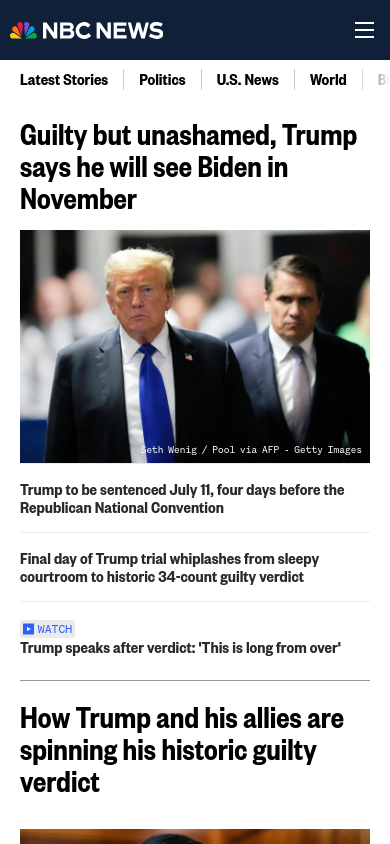 NBC NEWS
Latest Stories
Politics
U.S. News
World
Guilty but unashamed, Trump
says he will see Biden in
November
Seth Wenig / Pool via AFP - Getty Images
Trump to be sentenced July 11, four days before the
Republican National Convention
Final day of Trump trial whiplashes from sleepy
courtroom to historic 34-count guilty verdict
WATCH
Trump speaks after verdict: 'This is long from over'
How Trump and his allies are
spinning his historic guilty
verdict